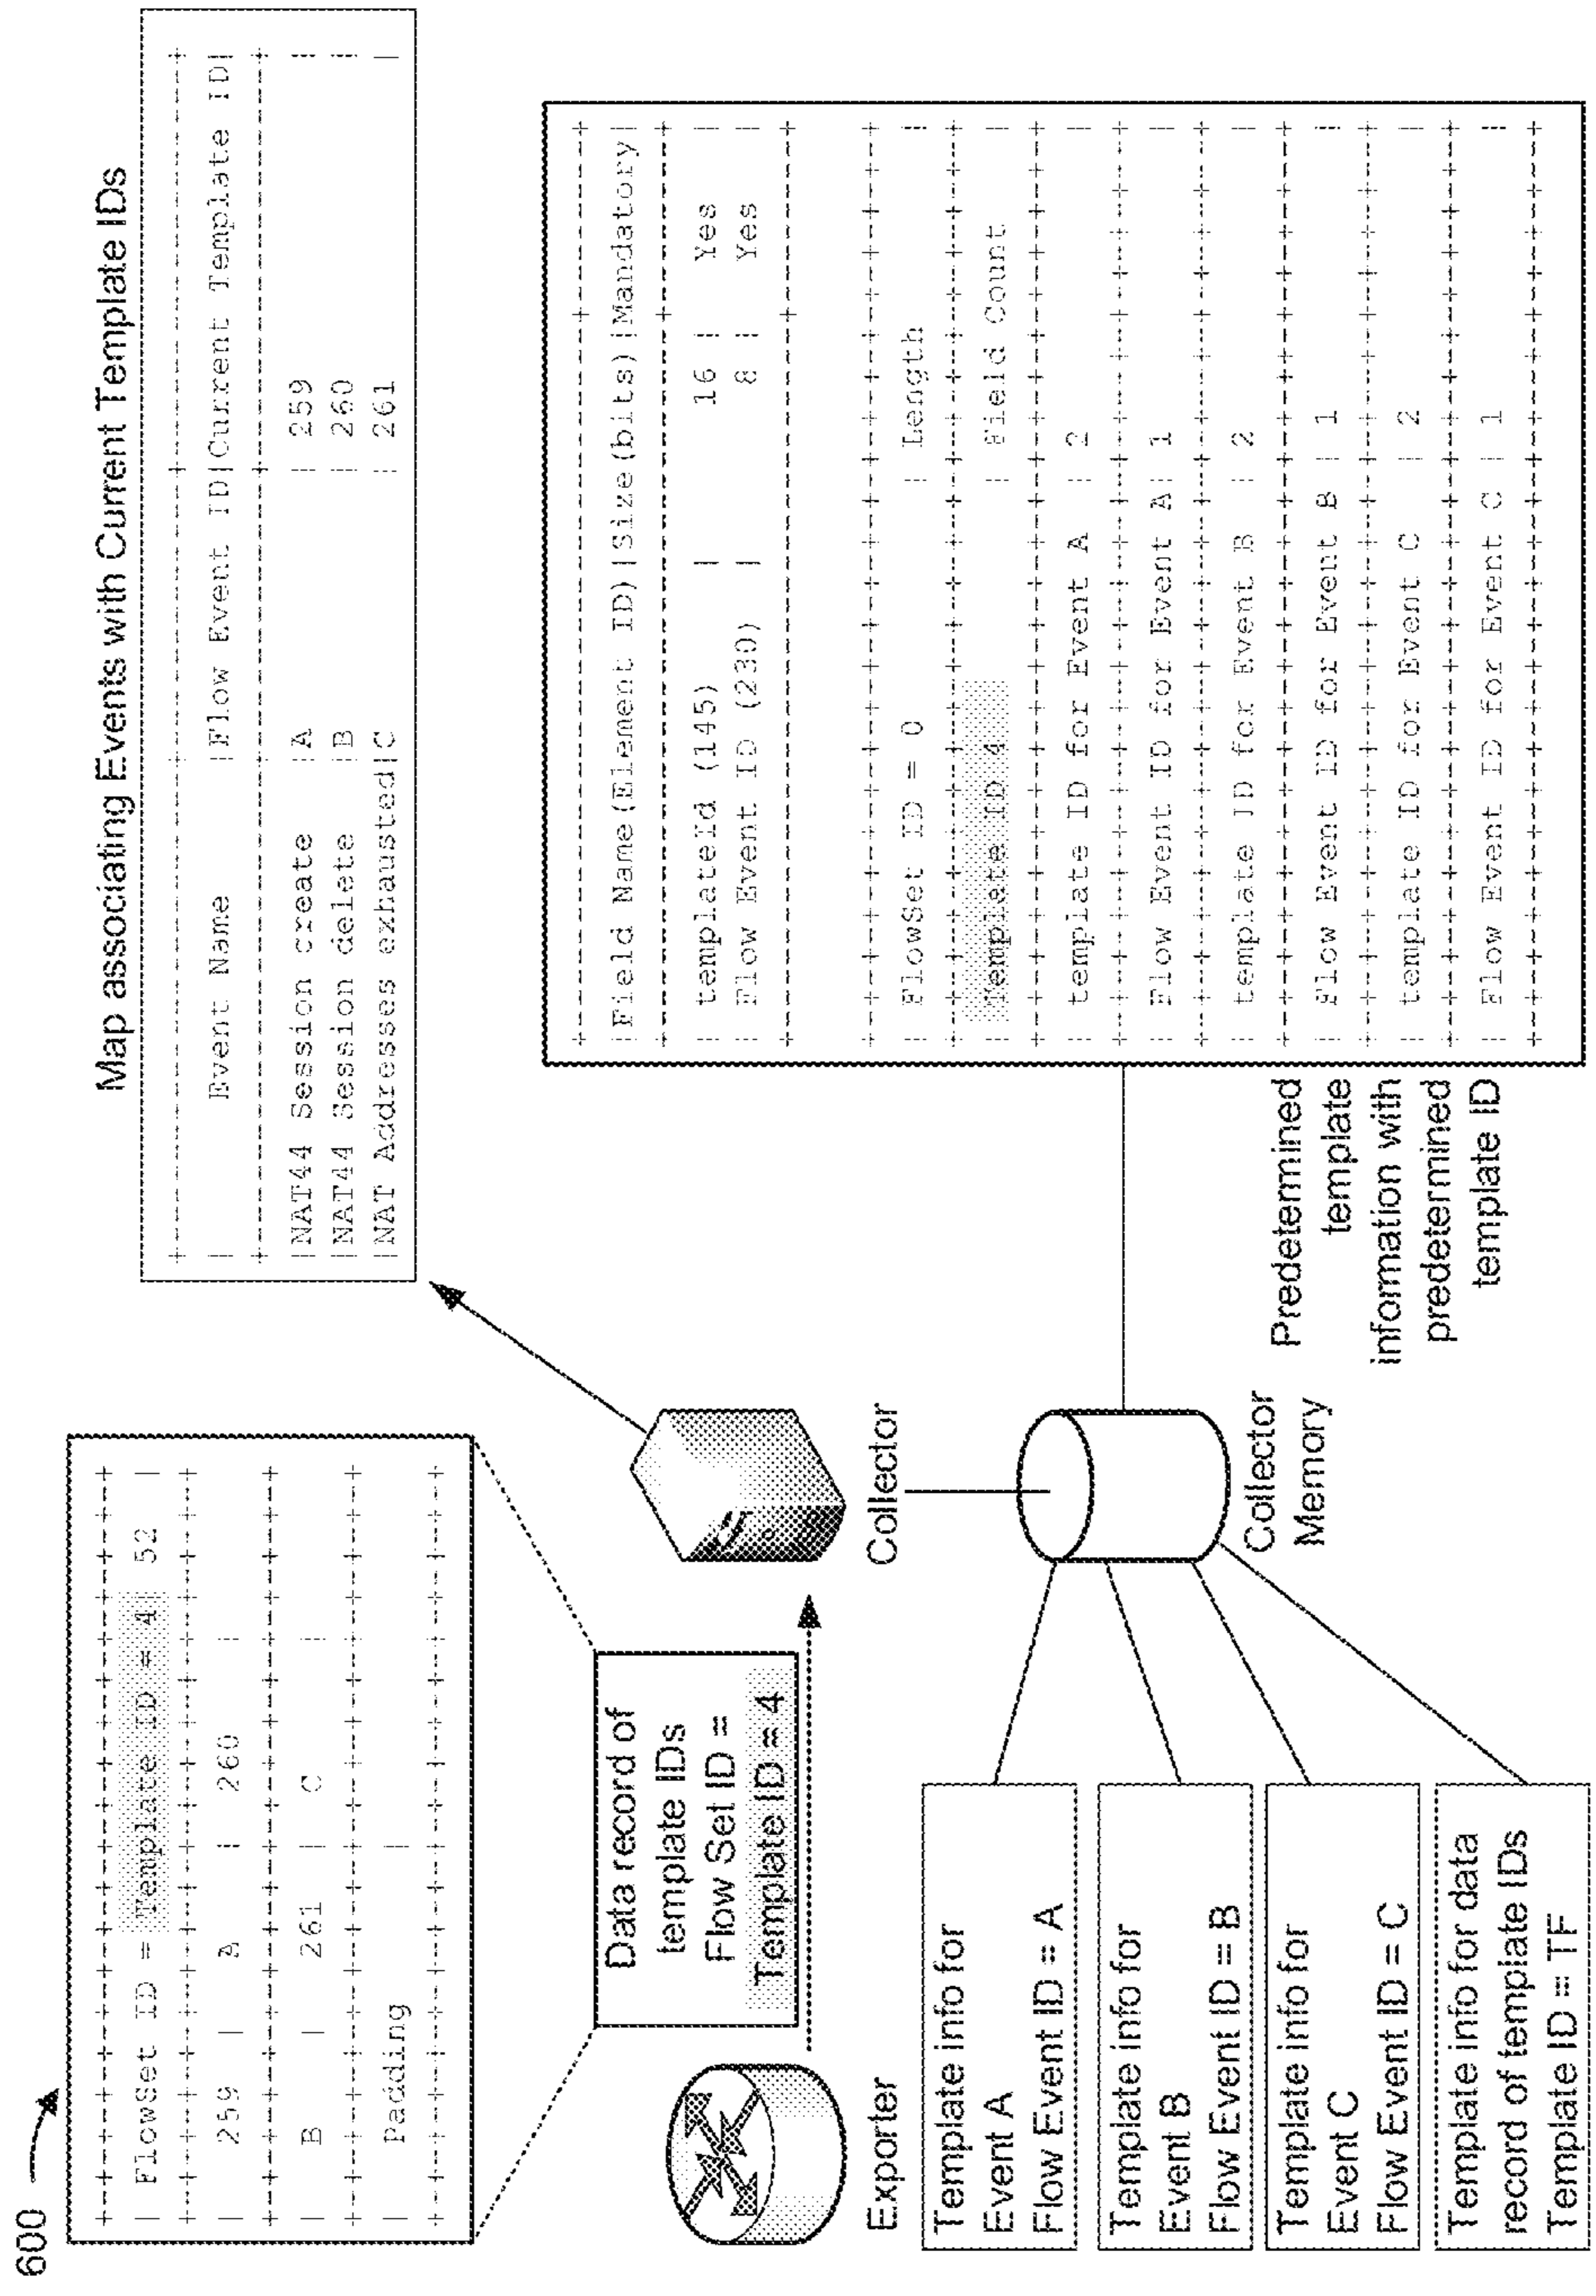 600
| FlowSet ID = Template ID = 4| 52 |
| 259 | A | 260 |
| B | 261 | C |
| Padding |
Data record of
template IDs
Flow Set ID =
Template ID = 4
Exporter
Collector
Collector
Memory
Template info for
Event A
Flow Event ID = A
Template info for
Event B
Flow Event ID = B
Template info for
Event C
Flow Event ID = C
Template info for data
record of template IDs
Template ID = TF
Map associating Events with Current Template IDs
| Event Name |Flow Event ID|Current Template ID|
|NAT44 Session create |A | 259 |
|NAT44 Session delete |B | 260 |
|NAT Addresses exhausted|C | 261 |
Predetermined
template
information with
predetermined
template ID
|Field Name(Element ID)|Size(bits)|Mandatory|
| templateId (145) | 16 | Yes |
| Flow Event ID (230) | 8 | Yes |
| FlowSet ID = 0 | Length |
| Template ID 4 | Field Count |
| template ID for Event A | 2 |
| Flow Event ID for Event A| 1 |
| template ID for Event B | 2 |
| Flow Event ID for Event B | 1 |
| template ID for Event C | 2 |
| Flow Event ID for Event C | 1 |